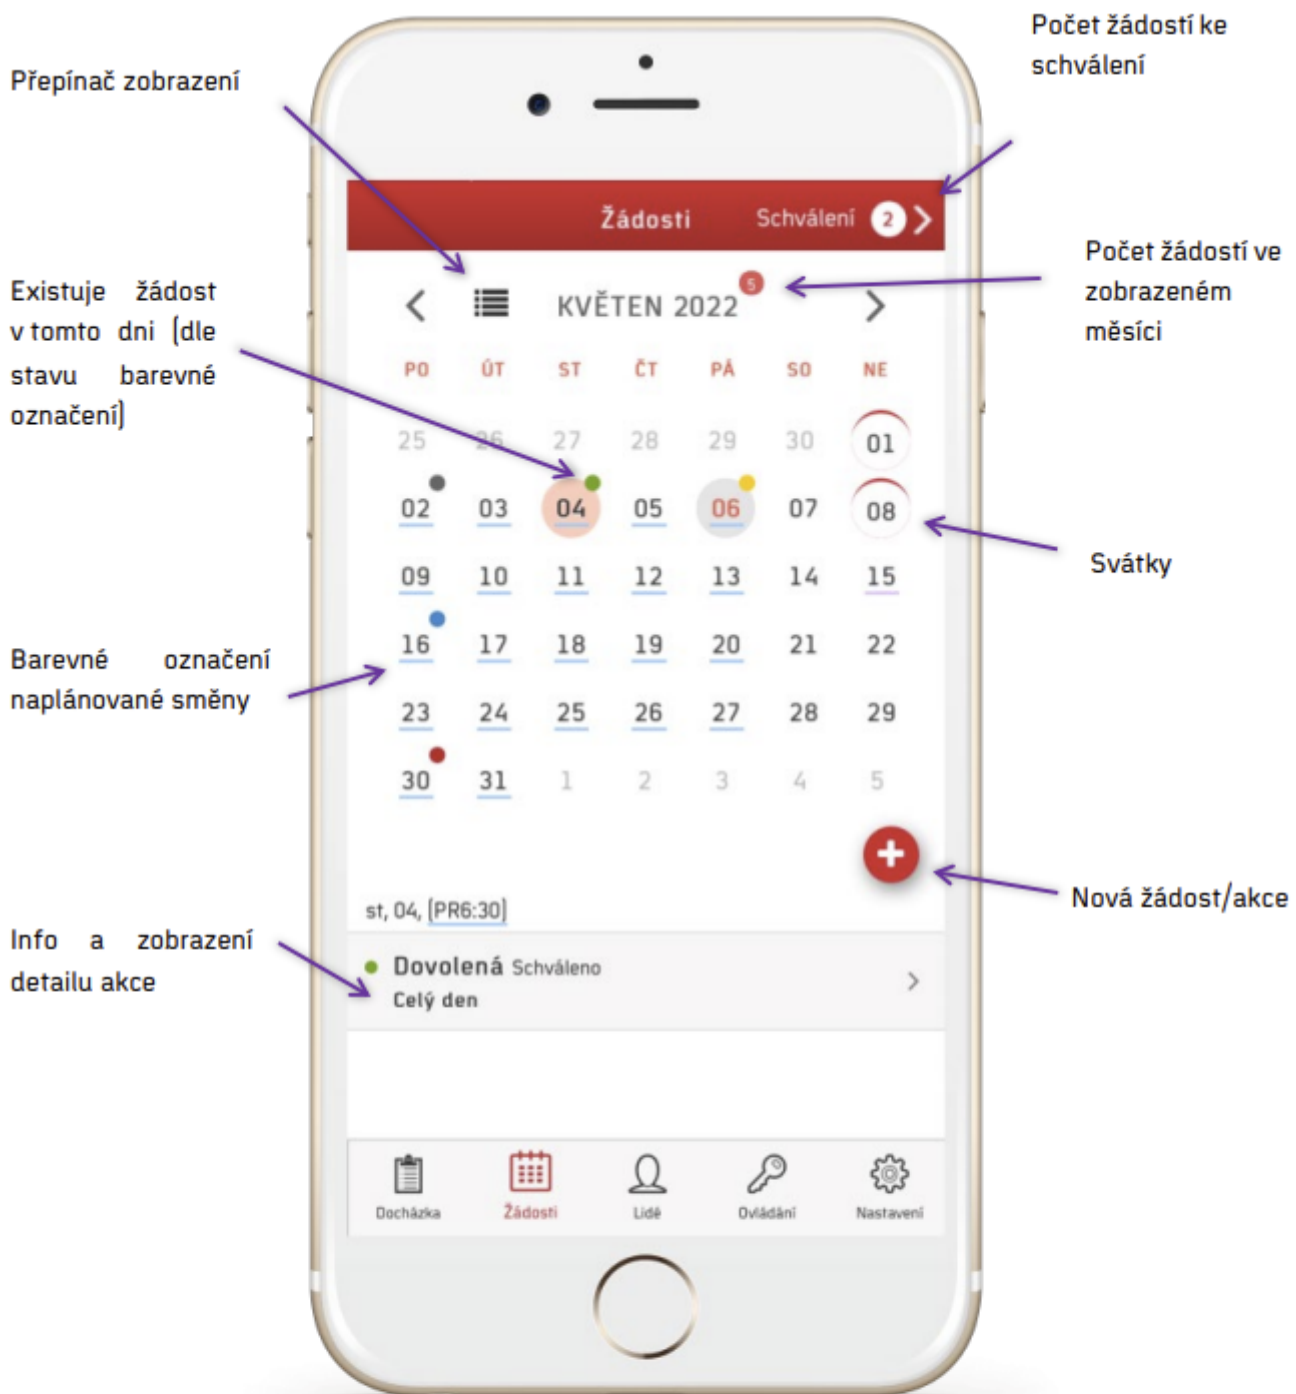 Počet žádostí ke
schválení
Přepínač zobrazení
Žádosti Schválení 2
Počet žádostí ve
zobrazeném
měsíci
Existuje žádost
v tomto dni (dle
stavu barevné
označení)
KVĚTEN 2022 5
PO ÚT ST ČT PÁ SO NE
25 26 27 28 29 30 01
02 03 04 05 06 07 08
Svátky
09 10 11 12 13 14 15
16 17 18 19 20 21 22
Barevné označení
naplánované směny
23 24 25 26 27 28 29
30 31 1 2 3 4 5
Nová žádost/akce
st, 04, (PR6:30)
Info a zobrazení
detailu akce
Dovolená Schváleno
Celý den
Docházka Žádosti Lidé Ovládání Nastavení